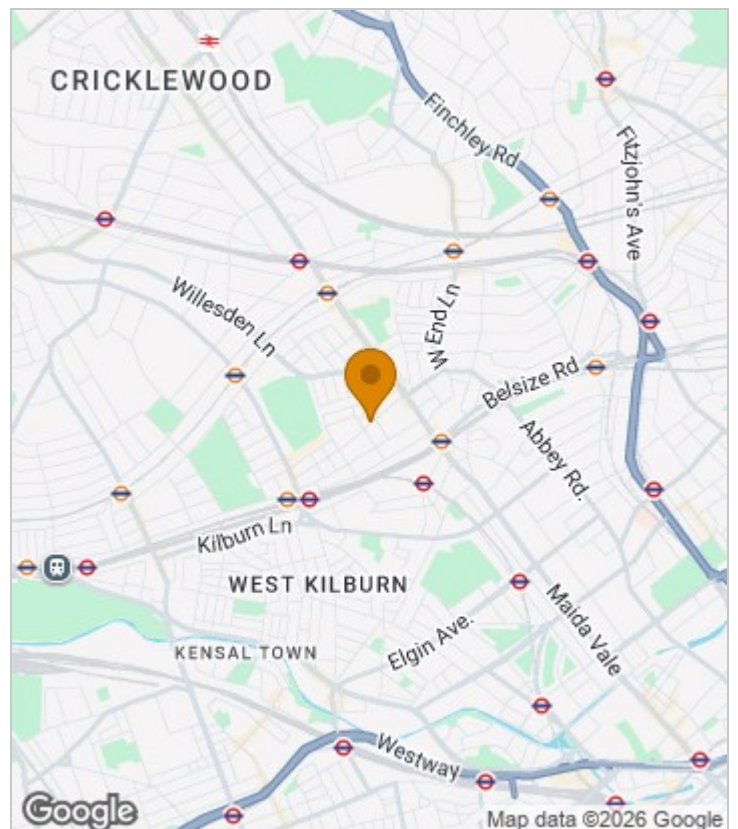 CRICKLEWOOD
Finchley Rd
Fitzjohn's Ave
Willesden Ln
W End Ln
Belsize Rd
Abbey Rd.
Kilburn Ln
WEST KILBURN
Maida Vale
Elgin Ave.
KENSAL TOWN
Westway
Google
Map data ©2026 Google